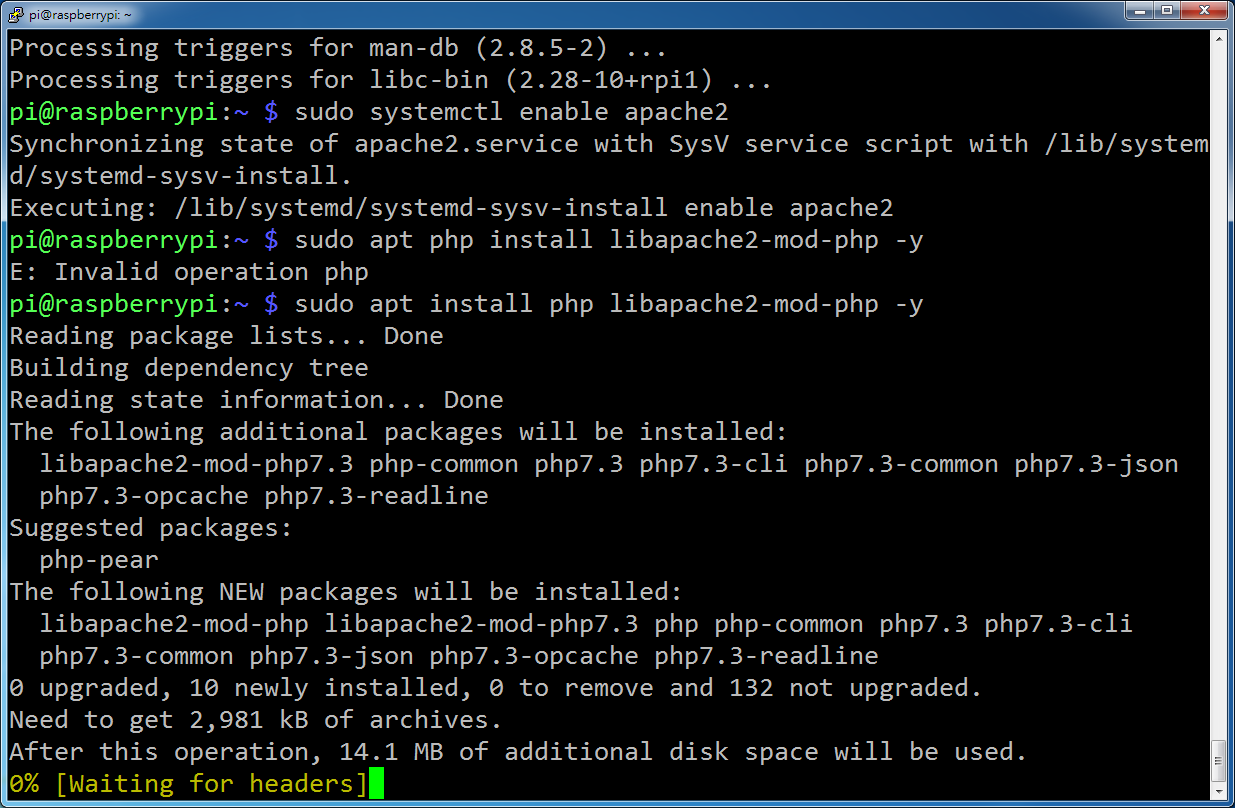 pi@raspberrypi: ~
Processing triggers for man-db (2.8.5-2) ...
Processing triggers for libc-bin (2.28-10+rpi1) ...
pi@raspberrypi:~ $ sudo systemctl enable apache2
Synchronizing state of apache2.service with SysV service script with /lib/system
d/systemd-sysv-install.
Executing: /lib/systemd/systemd-sysv-install enable apache2
pi@raspberrypi:~ $ sudo apt php install libapache2-mod-php -y
E: Invalid operation php
pi@raspberrypi:~ $ sudo apt install php libapache2-mod-php -y
Reading package lists... Done
Building dependency tree
Reading state information... Done
The following additional packages will be installed:
  libapache2-mod-php7.3 php-common php7.3 php7.3-cli php7.3-common php7.3-json
  php7.3-opcache php7.3-readline
Suggested packages:
  php-pear
The following NEW packages will be installed:
  libapache2-mod-php libapache2-mod-php7.3 php php-common php7.3 php7.3-cli
  php7.3-common php7.3-json php7.3-opcache php7.3-readline
0 upgraded, 10 newly installed, 0 to remove and 132 not upgraded.
Need to get 2,981 kB of archives.
After this operation, 14.1 MB of additional disk space will be used.
0% [Waiting for headers]